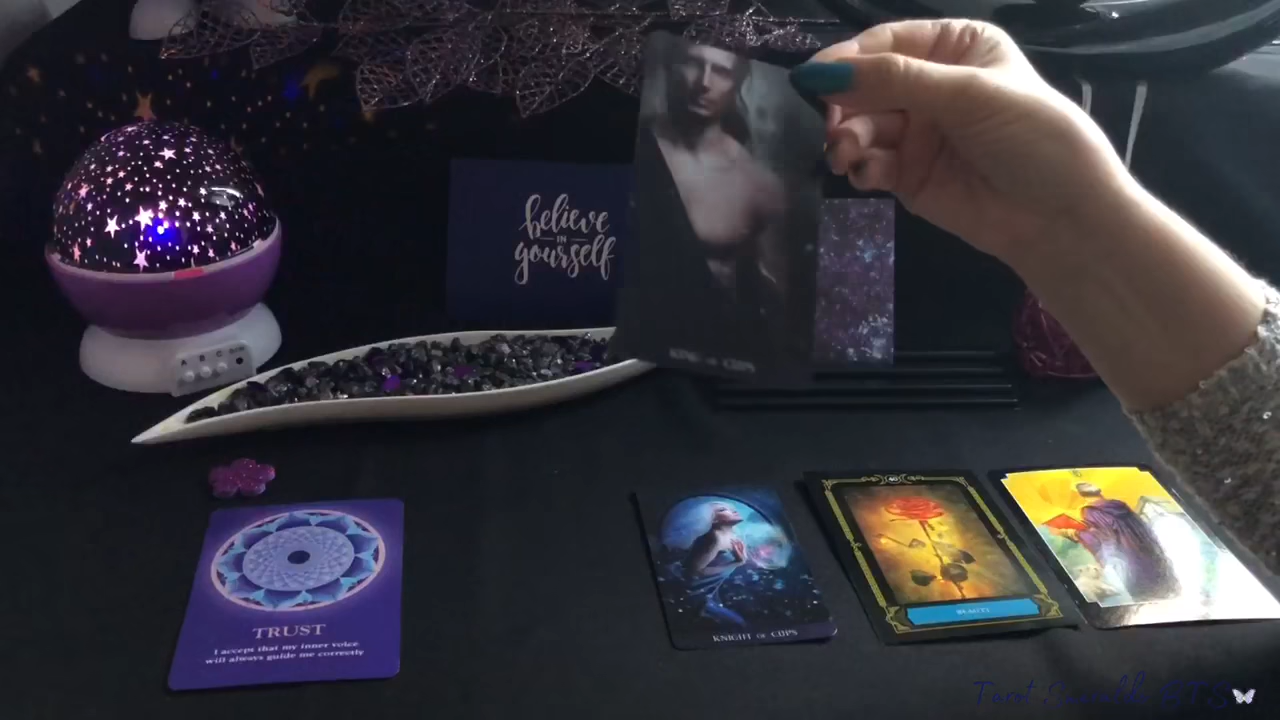 believe
IN
yourself
KING OF CUPS
TRUST
I accept that my inner voice
will always guide me correctly
KNIGHT OF CUPS
BEAUTY
Tarot